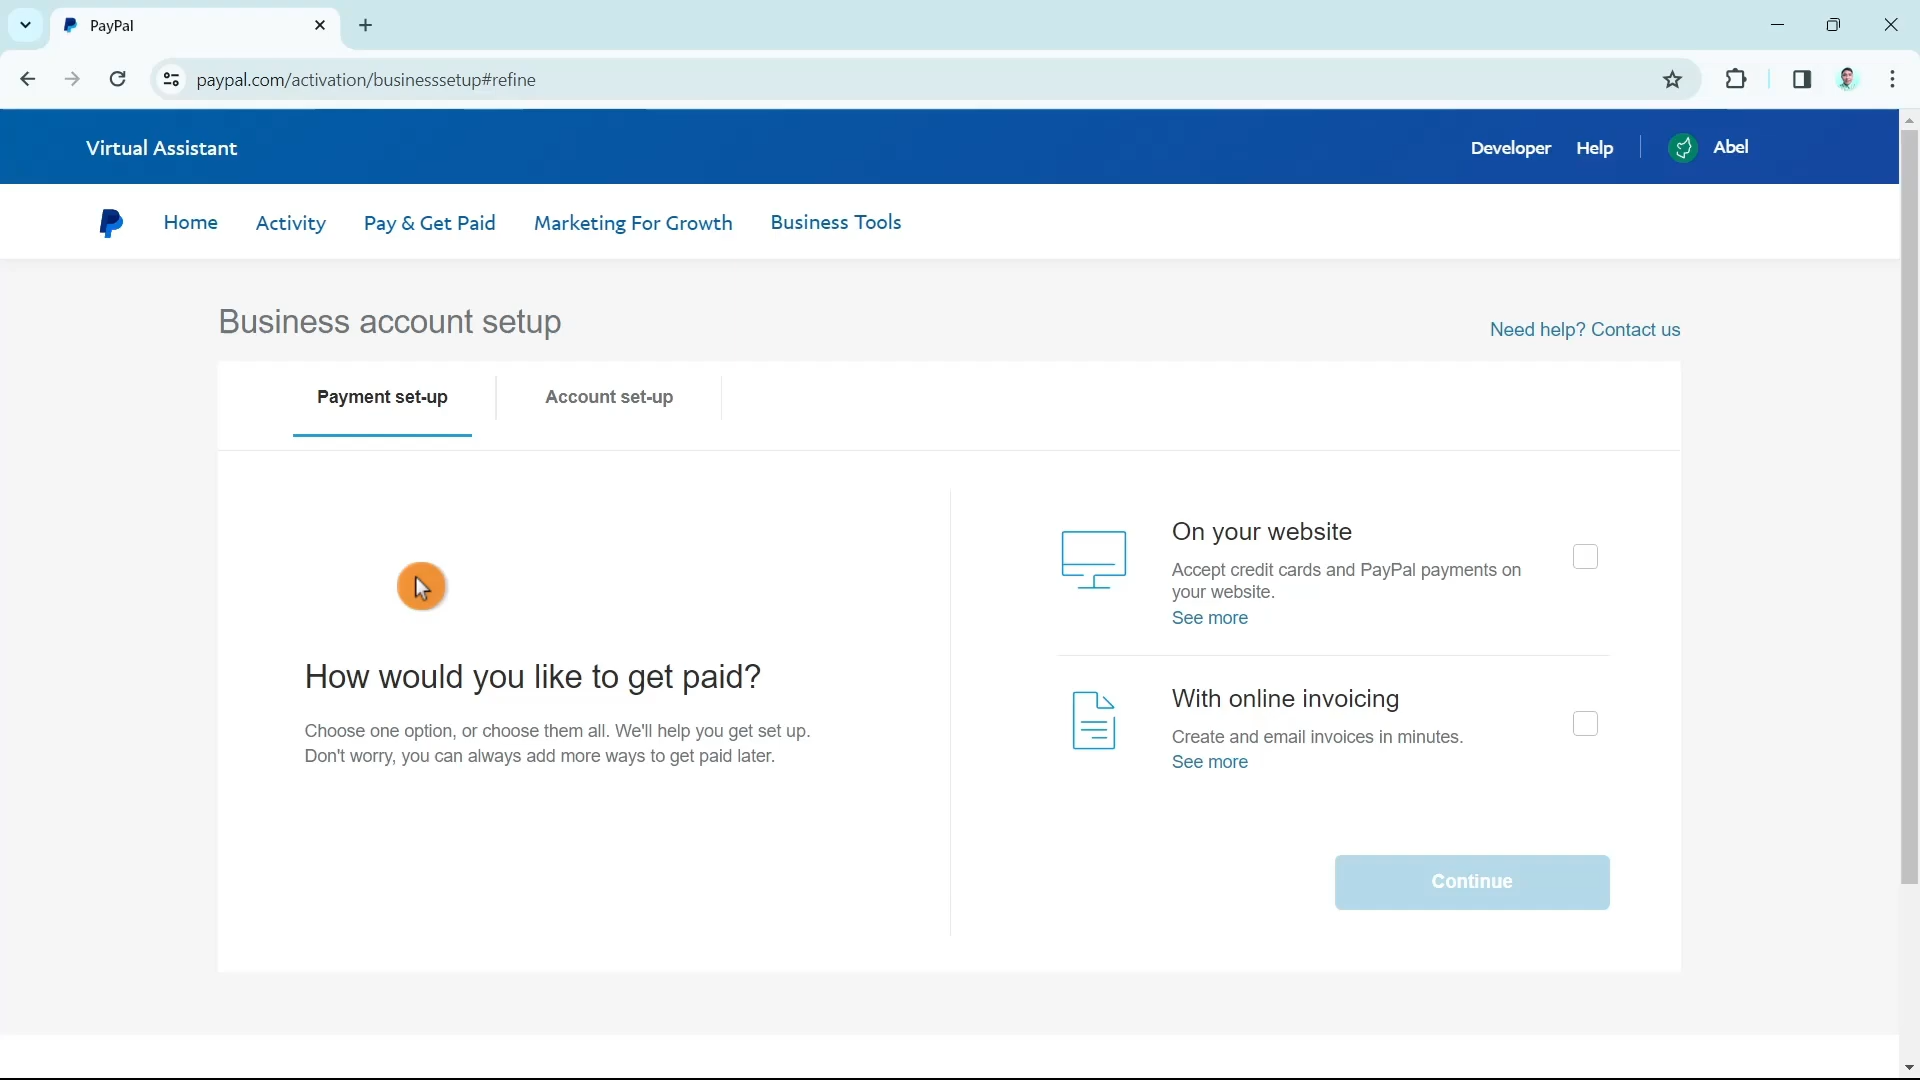 PayPal
paypal.com/activation/businesssetup#refine
Virtual Assistant
Developer Help Abel
Home Activity Pay & Get Paid Marketing For Growth Business Tools
Business account setup
Need help? Contact us
Payment set-up Account set-up
How would you like to get paid?
Choose one option, or choose them all. We'll help you get set up.
Don't worry, you can always add more ways to get paid later.
On your website
Accept credit cards and PayPal payments on
your website.
See more
With online invoicing
Create and email invoices in minutes.
See more
Continue